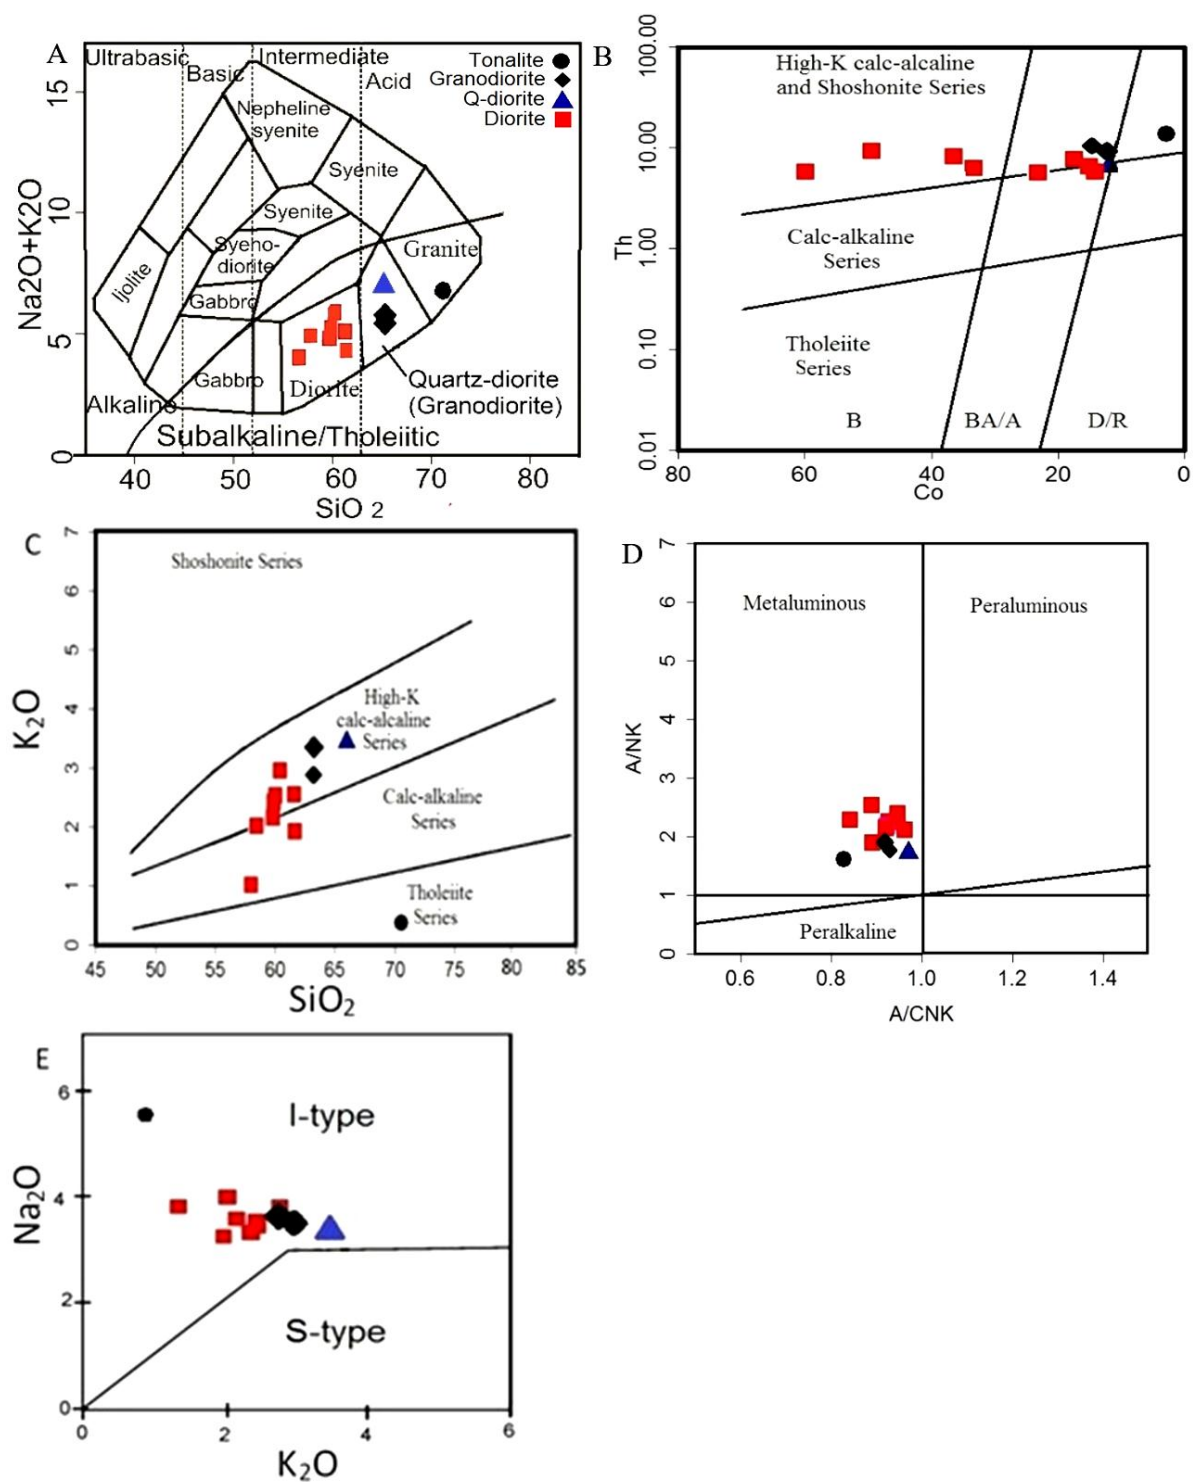 A
Ultrabasic
Basic
Intermediate
Acid
Tonalite
Granodiorite
Q-diorite
Diorite
Nepheline
syenite
Syenite
Syenite
Syeno-
diorite
Granite
Ijolite
Gabbro
Gabbro
Diorite
Quartz-diorite
(Granodiorite)
Alkaline
Subalkaline/Tholeiitic
Na2O+K2O
0
5
10
15
40
50
60
70
80
SiO 2
B
High-K calc-alcaline
and Shoshonite Series
Calc-alkaline
Series
Tholeiite
Series
B
BA/A
D/R
Th
100.00
10.00
1.00
0.10
0.01
80
60
40
20
0
Co
C
Shoshonite Series
High-K
calc-alcaline
Series
Calc-alkaline
Series
Tholeiite
Series
K₂O
7
6
5
4
3
2
1
0
45
50
55
60
65
70
75
80
85
SiO₂
D
Metaluminous
Peraluminous
Peralkaline
A/NK
7
6
5
4
3
2
1
0
0.6
0.8
1.0
1.2
1.4
A/CNK
E
I-type
S-type
Na₂O
6
4
2
0
0
2
4
6
K₂O